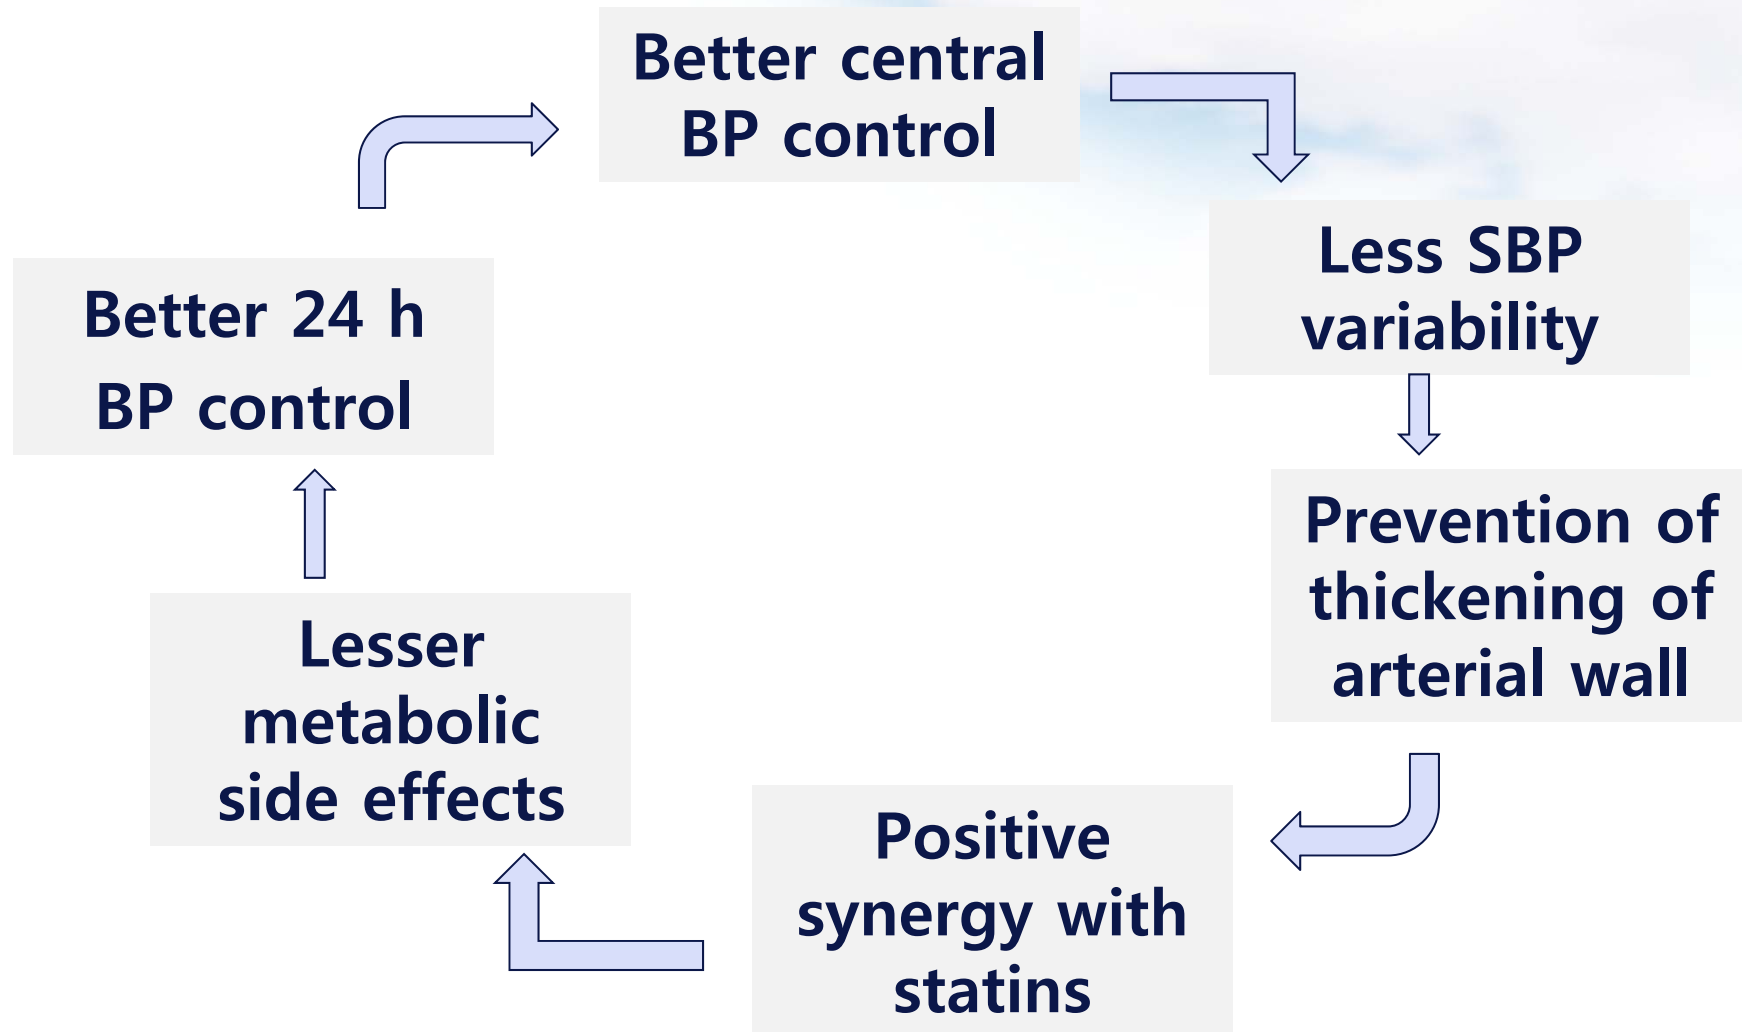 Better central
BP control
Less SBP
variability
Better 24 h
BP control
Prevention of
thickening of
arterial wall
Lesser
metabolic
side effects
Positive
synergy with
statins